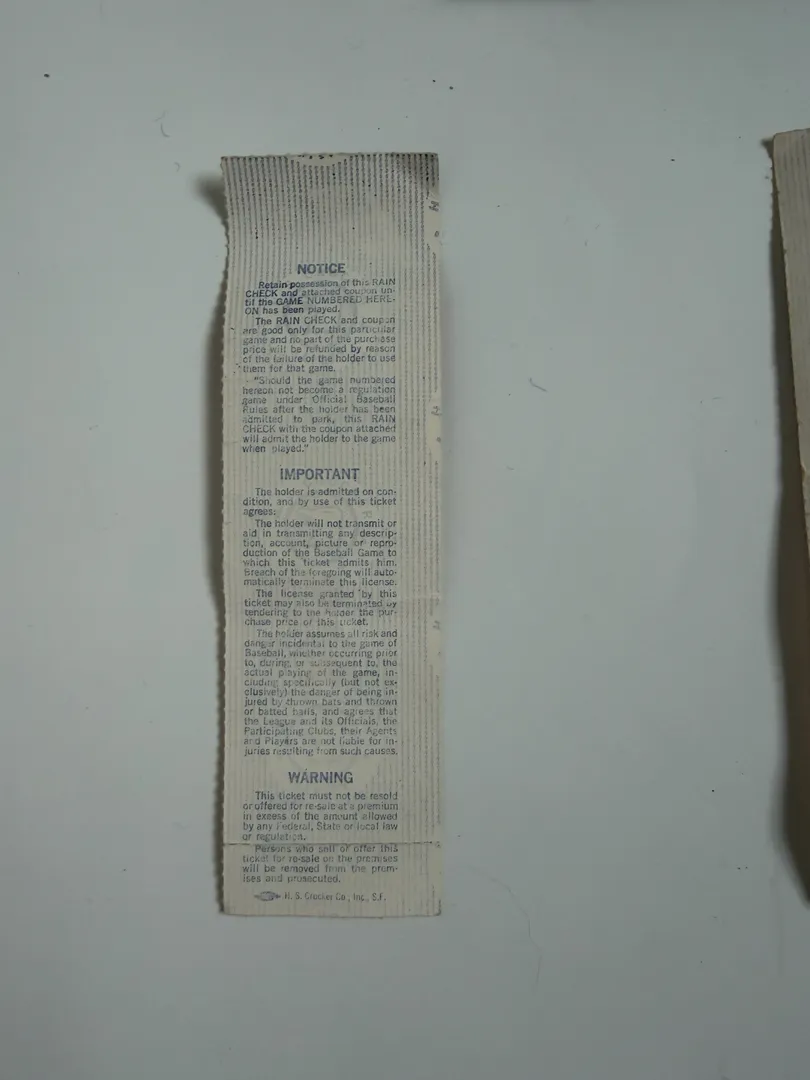 NOTICE
Retain possession of this RAIN
CHECK and attached coupon un-
til the GAME NUMBERED HERE-
ON has been played.
The RAIN CHECK and coupon
are good only for this particular
game and no part of the purchase
price will be refunded by reason
of the failure of the holder to use
them for that game.
"Should the game numbered
hereon not become a regulation
game under Official Baseball
Rules after the holder has been
admitted to park, this RAIN
CHECK with the coupon attached
will admit the holder to the game
when played."
IMPORTANT
The holder is admitted on con-
dition, and by use of this ticket
agrees:
The holder will not transmit or
aid in transmitting any descrip-
tion, account, picture or repro-
duction of the Baseball Game to
which this ticket admits him.
Breach of the foregoing will auto-
matically terminate this license.
The license granted by this
ticket may also be terminated by
tendering to the holder the pur-
chase price of this ticket.
The holder assumes all risk and
danger incidental to the game of
Baseball, whether occurring prior
to, during, or subsequent to, the
actual playing of the game, in-
cluding specifically (but not ex-
clusively) the danger of being in-
jured by thrown bats and thrown
or batted balls, and agrees that
the League and its Officials, the
Participating Clubs, their Agents
and Players are not liable for in-
juries resulting from such causes.
WARNING
This ticket must not be resold
or offered for re-sale at a premium
in excess of the amount allowed
by any Federal, State or local law
or regulation.
Persons who sell or offer this
ticket for re-sale on the premises
will be removed from the prem-
ises and prosecuted.
H. S. Crocker Co., Inc., S.F.